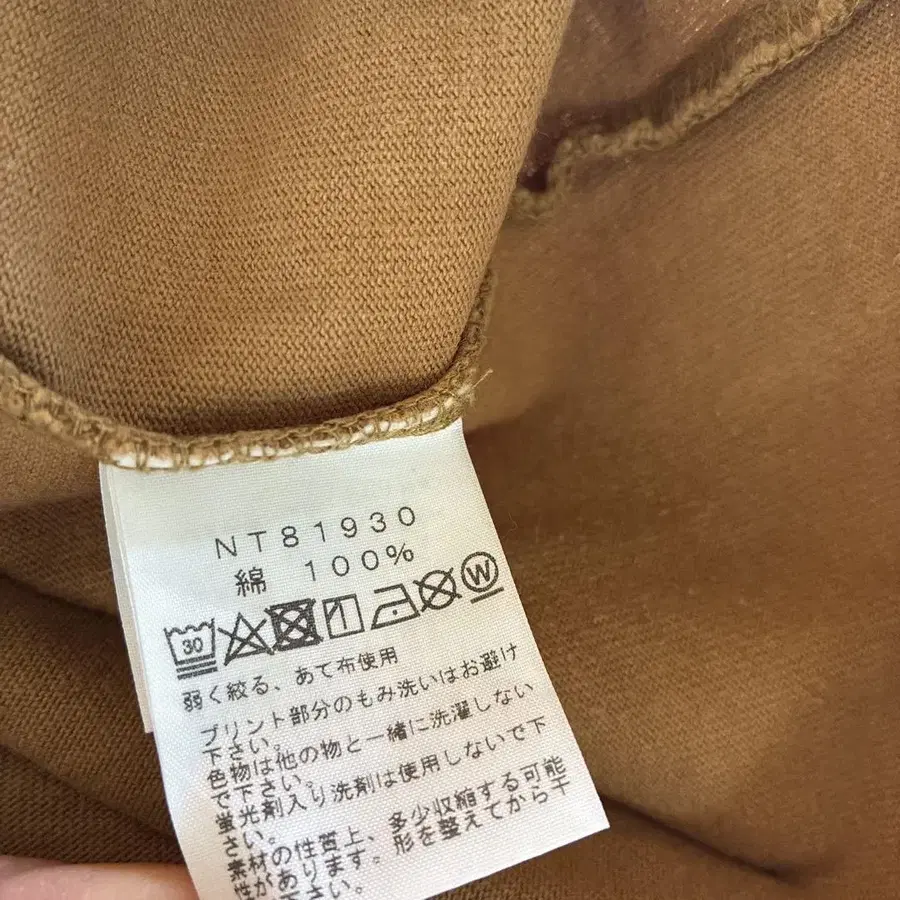 NT81930
綿 100%
30 W
弱く絞る、あて布使用
プリント部分のもみ洗いはお避け
下さい。
色物は他の物と一緒に洗濯しない
で下さい。
蛍光剤入り洗剤は使用しないで下
さい。
素材の性質上、多少収縮する可能
性があります。形を整えてから干
して下さい。